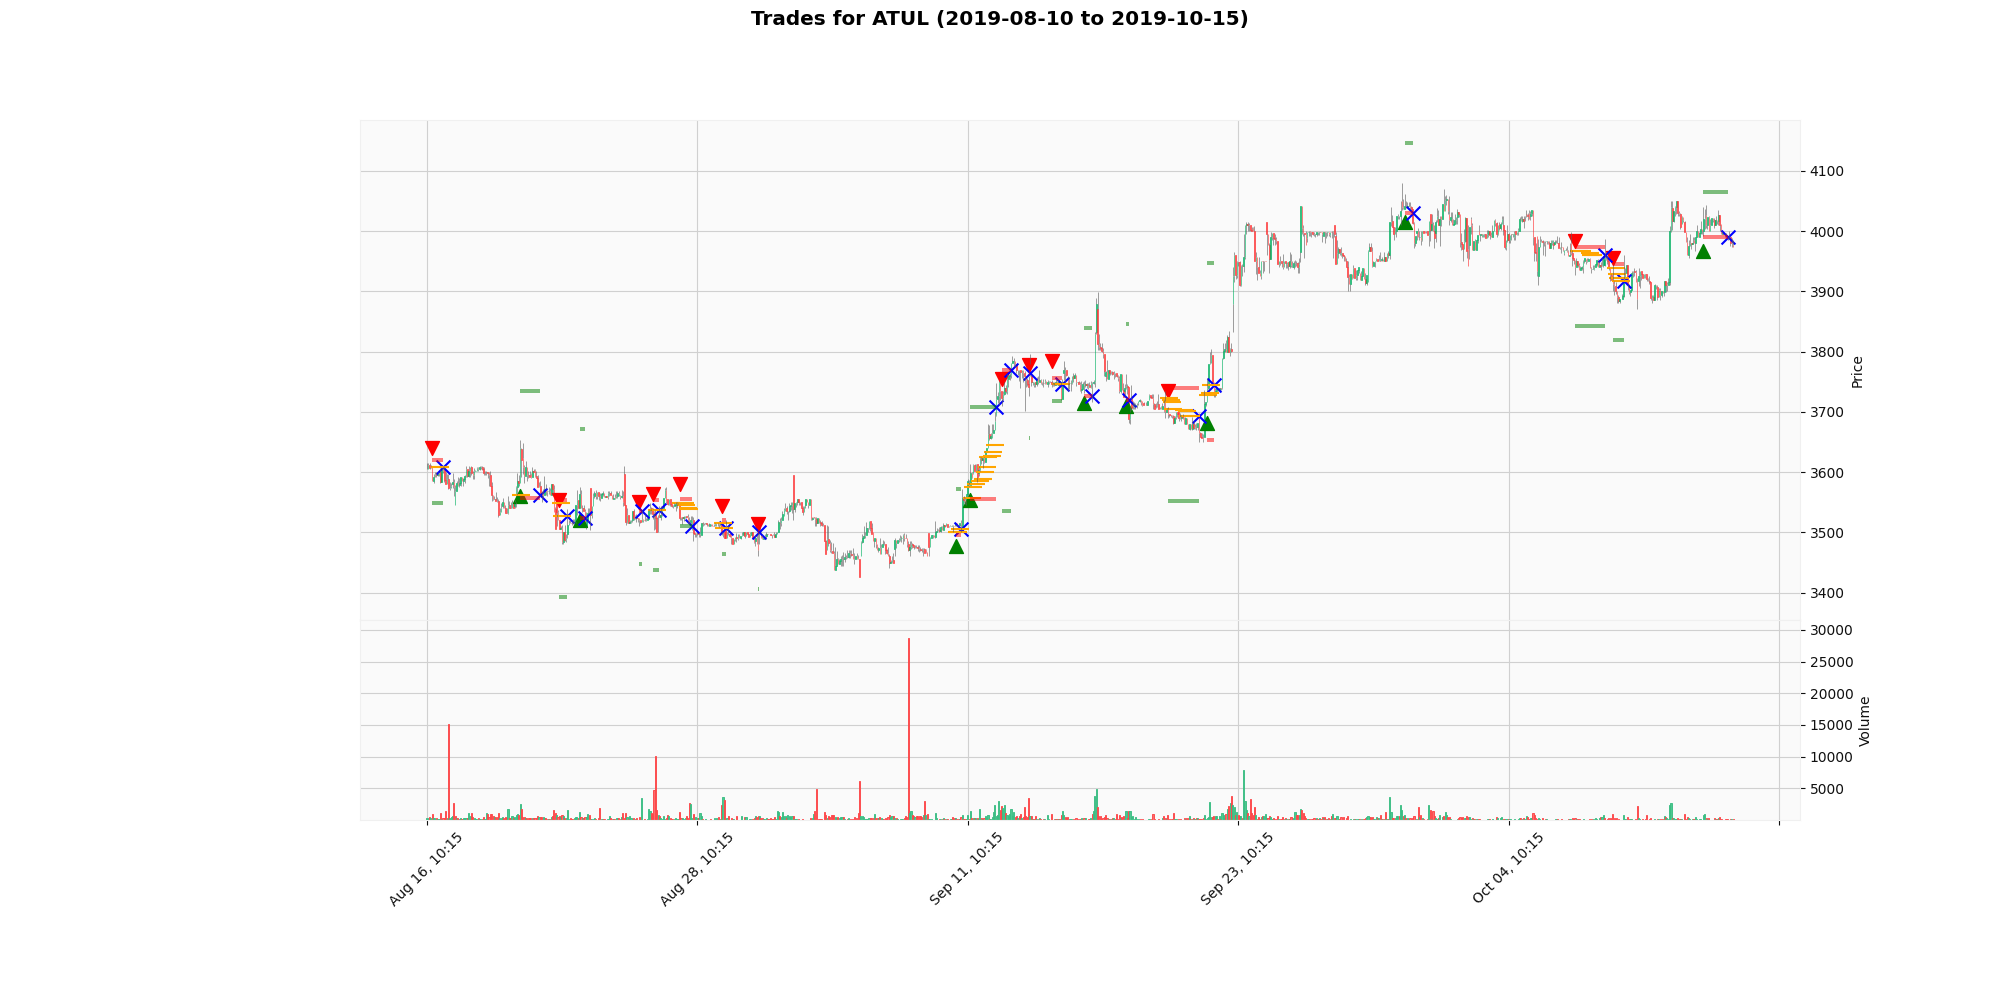 Trades for ATUL (2019-08-10 to 2019-10-15)
4100
4000
3900
3800
3700
3600
3500
3400
Price
30000
25000
20000
15000
10000
5000
Volume
Aug 16, 10:15
Aug 28, 10:15
Sep 11, 10:15
Sep 23, 10:15
Oct 04, 10:15